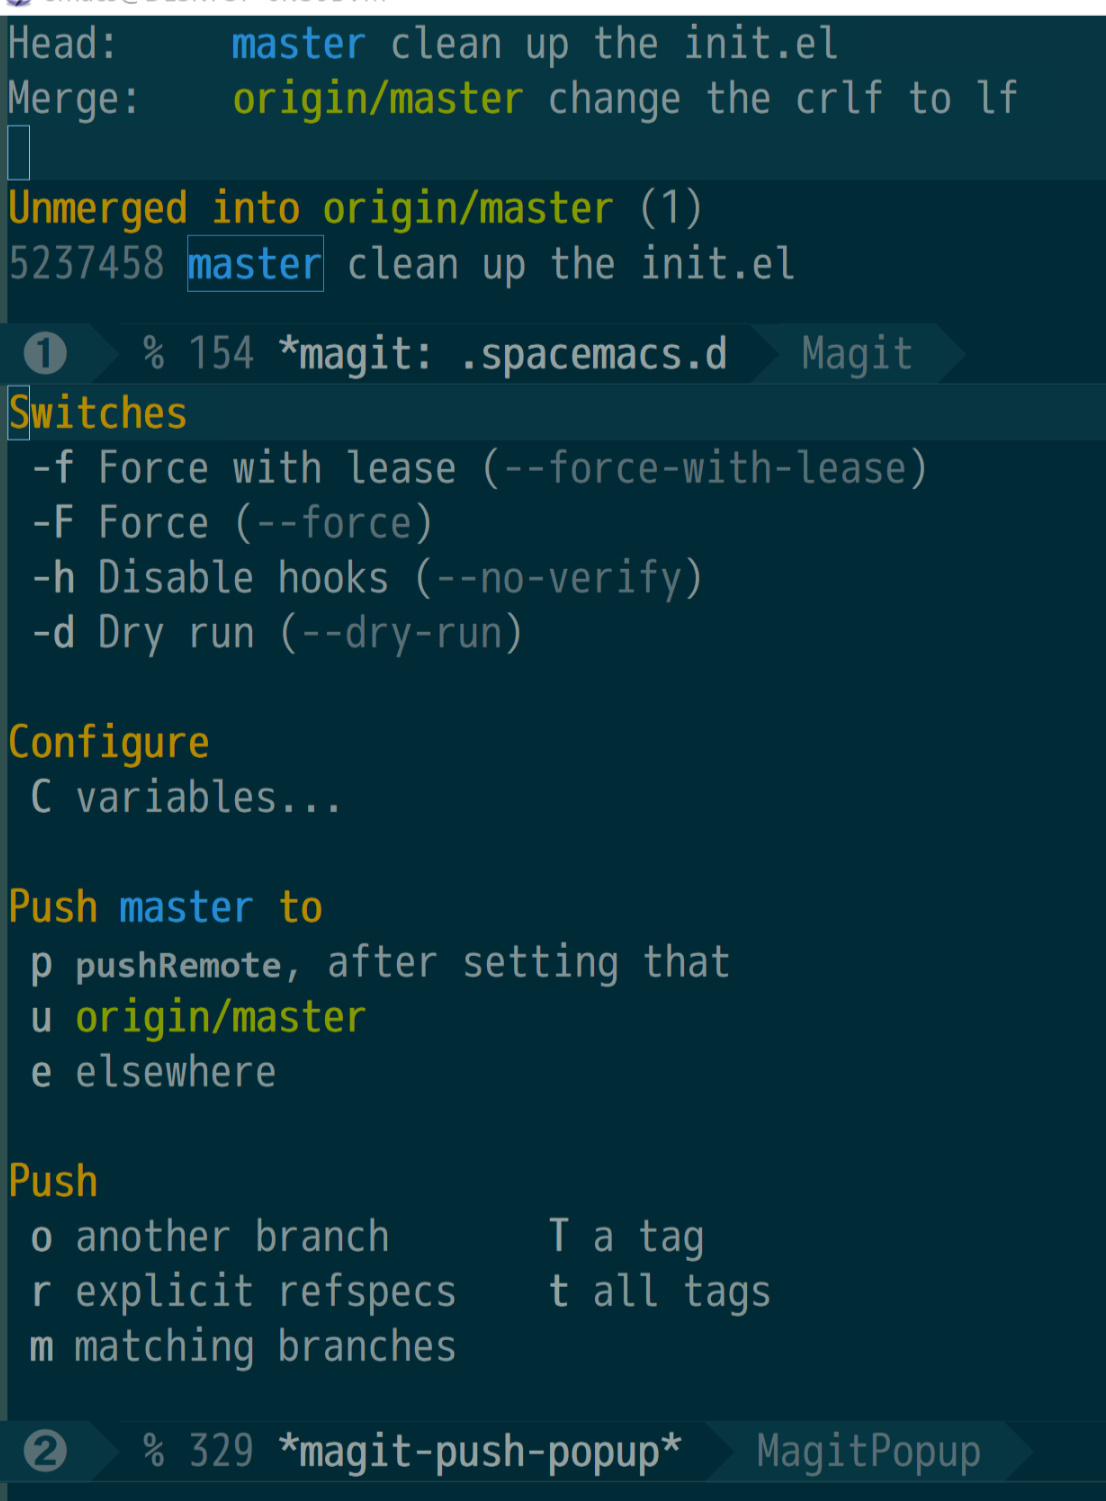 Head:     master clean up the init.el
Merge:    origin/master change the crlf to lf
Unmerged into origin/master (1)
5237458 master clean up the init.el
1 % 154 *magit: .spacemacs.d Magit
Switches
-f Force with lease (--force-with-lease)
-F Force (--force)
-h Disable hooks (--no-verify)
-d Dry run (--dry-run)
Configure
C variables...
Push master to
p pushRemote, after setting that
u origin/master
e elsewhere
Push
o another branch       T a tag
r explicit refspecs    t all tags
m matching branches
2 % 329 *magit-push-popup* MagitPopup